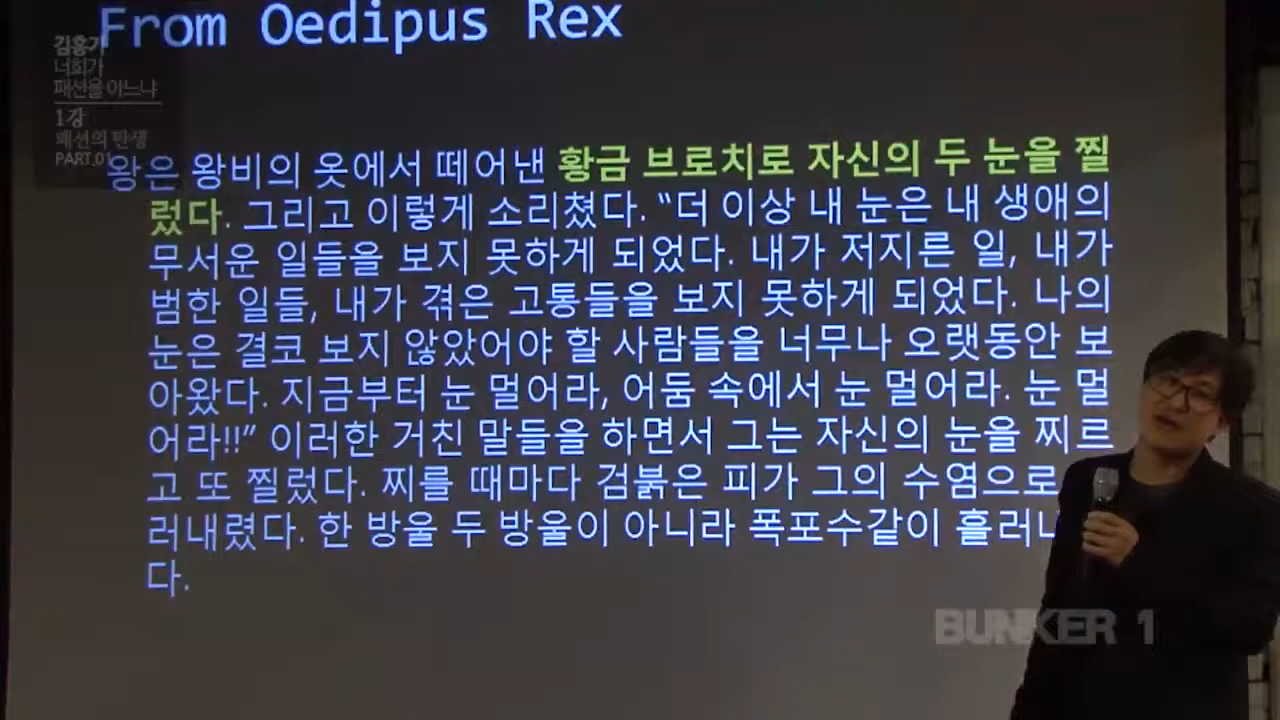 From Oedipus Rex
김홍기
너희가
패션을 아느냐
1강
패션의 탄생
PART.01
왕은 왕비의 옷에서 떼어낸 황금 브로치로 자신의 두 눈을 찔
렀다. 그리고 이렇게 소리쳤다. “더 이상 내 눈은 내 생애의
무서운 일들을 보지 못하게 되었다. 내가 저지른 일, 내가
범한 일들, 내가 겪은 고통들을 보지 못하게 되었다. 나의
눈은 결코 보지 않았어야 할 사람들을 너무나 오랫동안 보
아왔다. 지금부터 눈 멀어라, 어둠 속에서 눈 멀어라. 눈 멀
어라!!” 이러한 거친 말들을 하면서 그는 자신의 눈을 찌르
고 또 찔렀다. 찌를 때마다 검붉은 피가 그의 수염으로
러내렸다. 한 방울 두 방울이 아니라 폭포수같이
다.
BUNKER 1